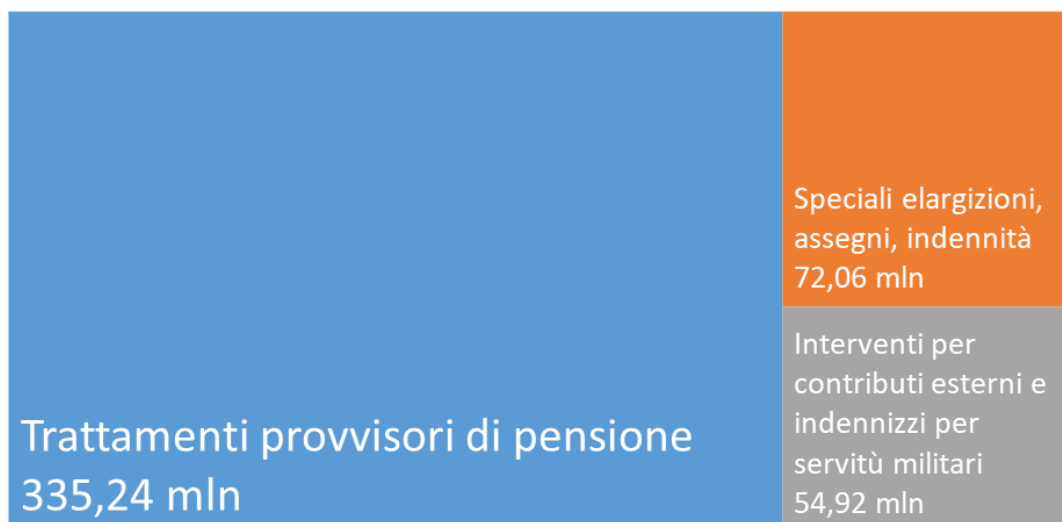 Trattamenti provvisori di pensione
335,24 mln
Speciali elargizioni,
assegni, indennità
72,06 mln
Interventi per
contributi esterni e
indennizzi per
servitù militari
54,92 mln